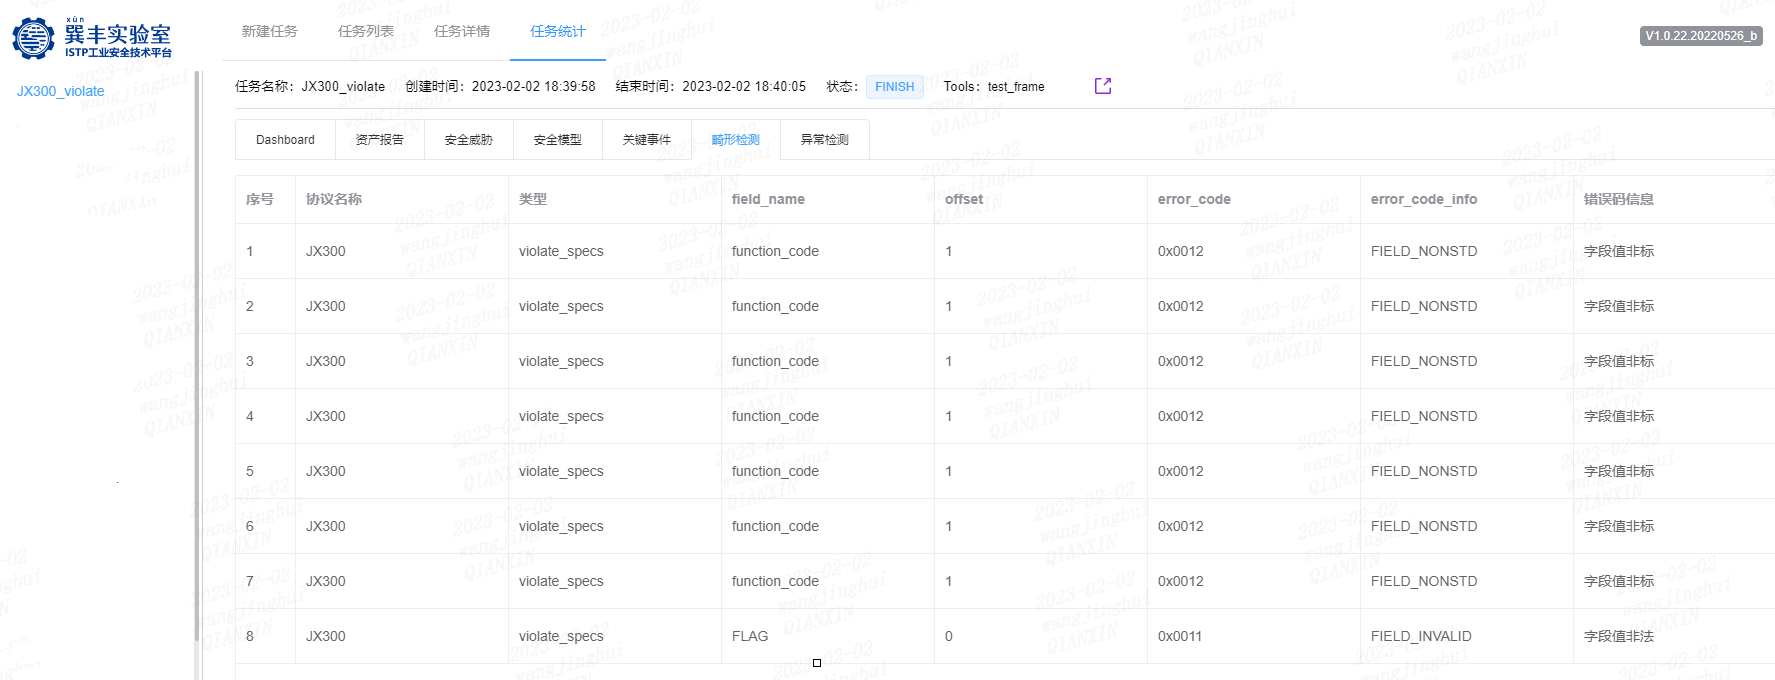 xùn
巽丰实验室
ISTP工业安全技术平台
新建任务 任务列表 任务详情 任务统计
V1.0.22.20220526_b
JX300_violate
任务名称： JX300_violate 创建时间： 2023-02-02 18:39:58 结束时间： 2023-02-02 18:40:05 状态： FINISH Tools： test_frame
Dashboard 资产报告 安全威胁 安全模型 关键事件 畸形检测 异常检测
序号 协议名称 类型 field_name offset error_code error_code_info 错误码信息
1 JX300 violate_specs function_code 1 0x0012 FIELD_NONSTD 字段值非标
2 JX300 violate_specs function_code 1 0x0012 FIELD_NONSTD 字段值非标
3 JX300 violate_specs function_code 1 0x0012 FIELD_NONSTD 字段值非标
4 JX300 violate_specs function_code 1 0x0012 FIELD_NONSTD 字段值非标
5 JX300 violate_specs function_code 1 0x0012 FIELD_NONSTD 字段值非标
6 JX300 violate_specs function_code 1 0x0012 FIELD_NONSTD 字段值非标
7 JX300 violate_specs function_code 1 0x0012 FIELD_NONSTD 字段值非标
8 JX300 violate_specs FLAG 0 0x0011 FIELD_INVALID 字段值非法
2023-02-02
wangjinghui
QIANXIN